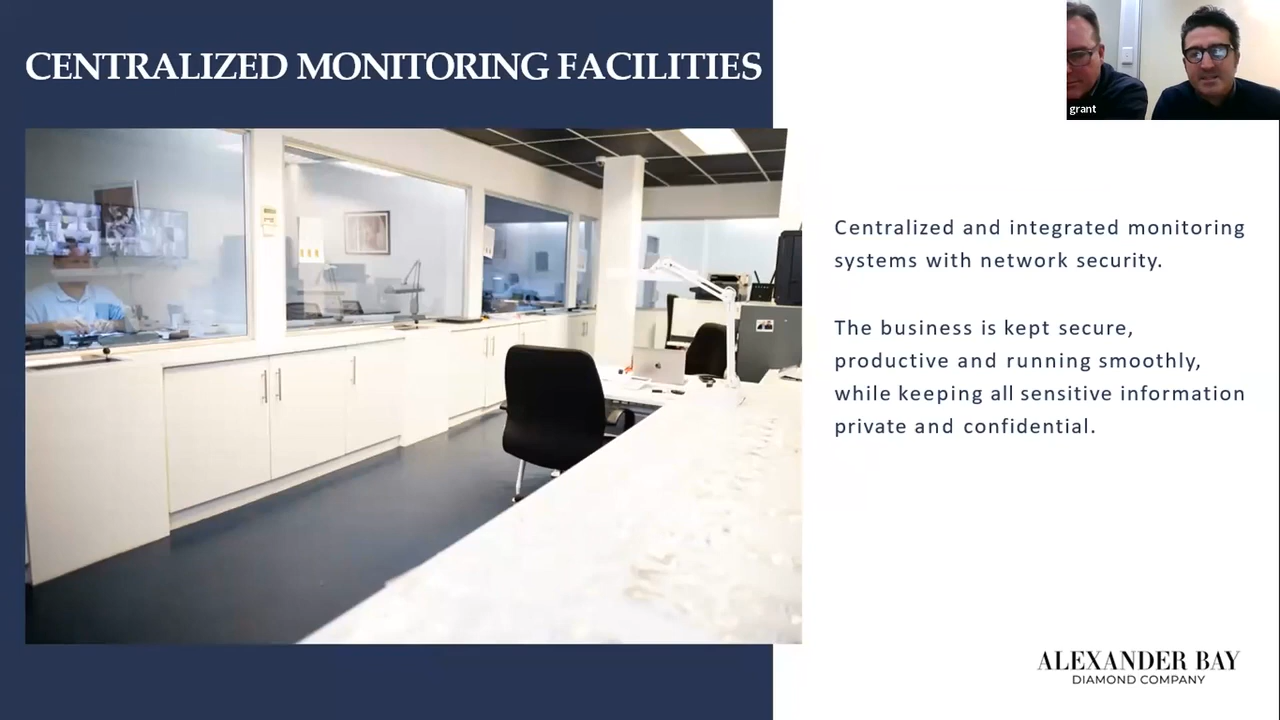 CENTRALIZED MONITORING FACILITIES
grant
Centralized and integrated monitoring
systems with network security.
The business is kept secure,
productive and running smoothly,
while keeping all sensitive information
private and confidential.
ALEXANDER BAY
DIAMOND COMPANY